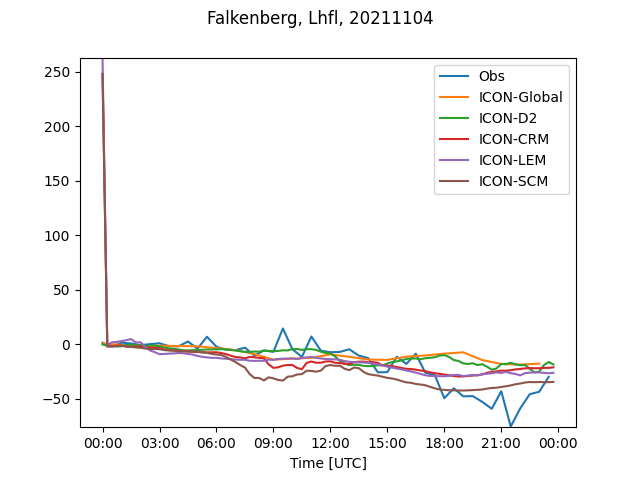 Falkenberg, Lhfl, 20211104
250
200
150
100
50
0
−50
Obs
ICON-Global
ICON-D2
ICON-CRM
ICON-LEM
ICON-SCM
00:00 03:00 06:00 09:00 12:00 15:00 18:00 21:00 00:00
Time [UTC]